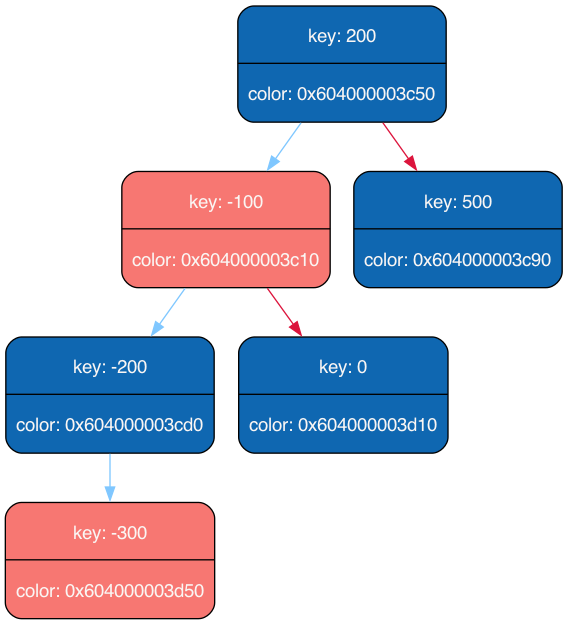 key: 200
color: 0x604000003c50
key: -100
color: 0x604000003c10
key: 500
color: 0x604000003c90
key: -200
color: 0x604000003cd0
key: 0
color: 0x604000003d10
key: -300
color: 0x604000003d50